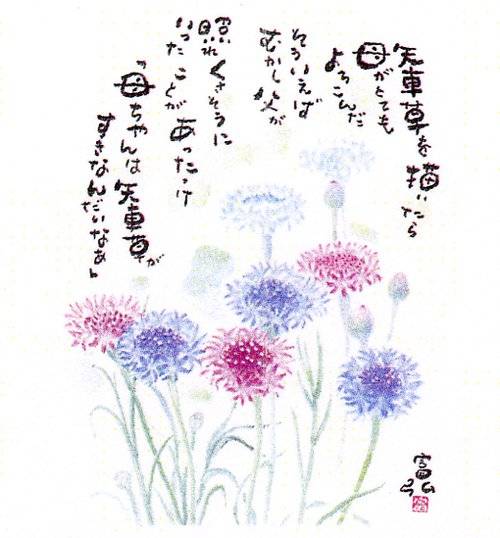 矢車草を描いたら
母がとても
よろこんだ
そういえば
むかし父が
照れくさそうに
いったことがあったっけ
“母ちゃんは矢車草が
すきなんだいなあ„
富弘